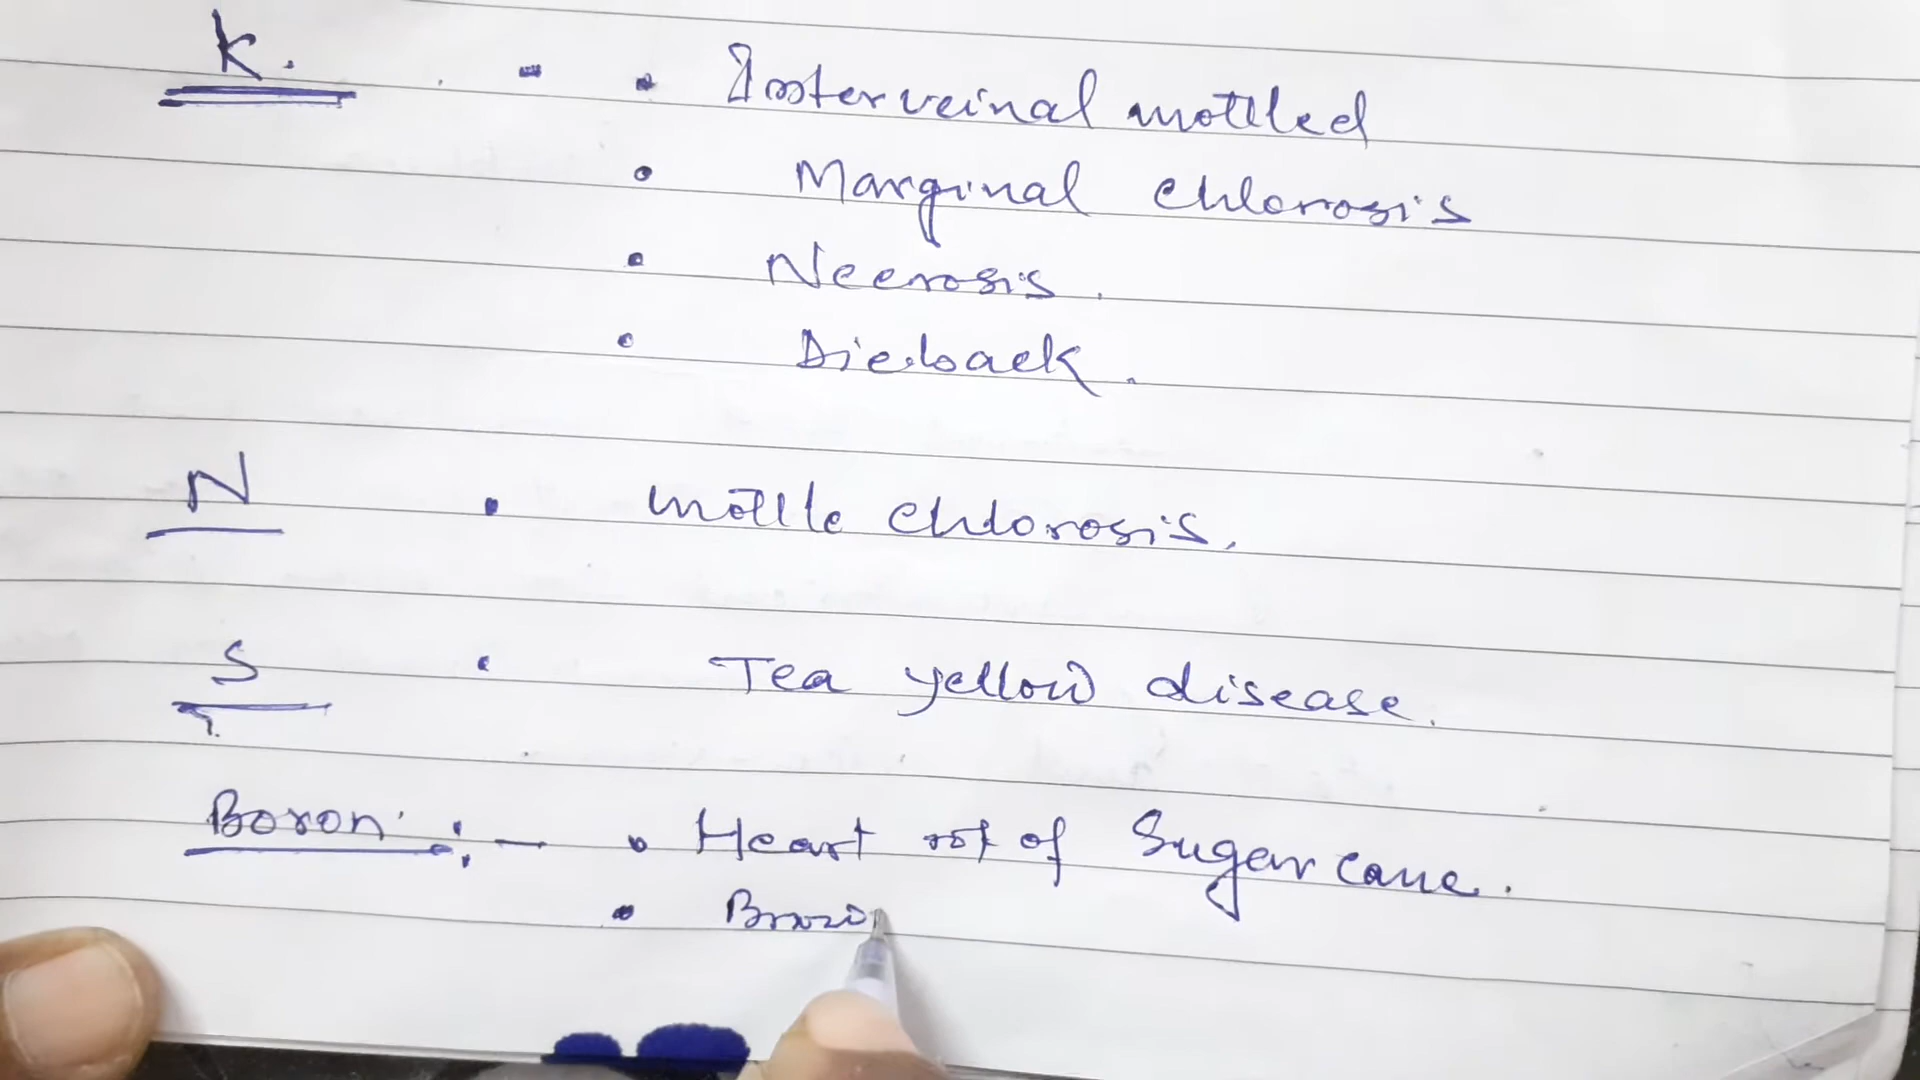 K. - • Interveinal mottled
• Marginal chlorosis
• Necrosis.
• Dieback.
N • mottle chlorosis.
S • Tea yellow disease.
Boron :- • Heart rot of Sugarcane.
•